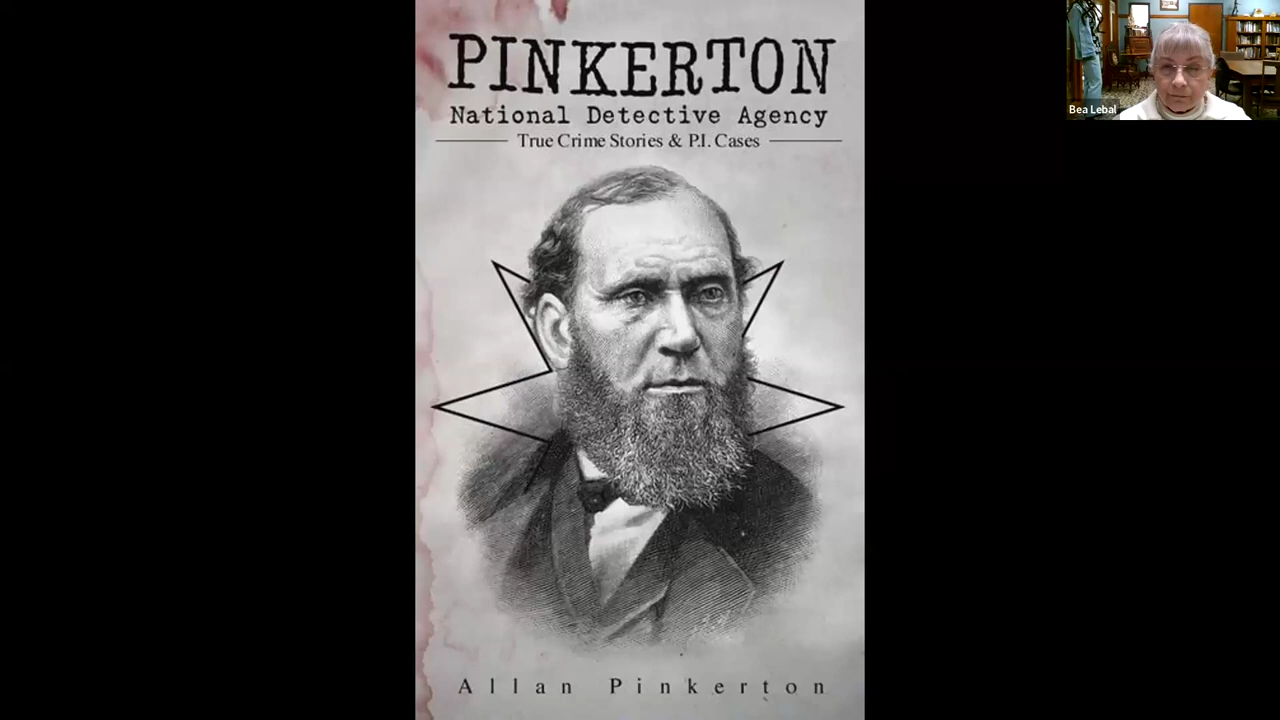 PINKERTON
National Detective Agency
True Crime Stories & P.I. Cases
Allan Pinkerton
Bea Lebal